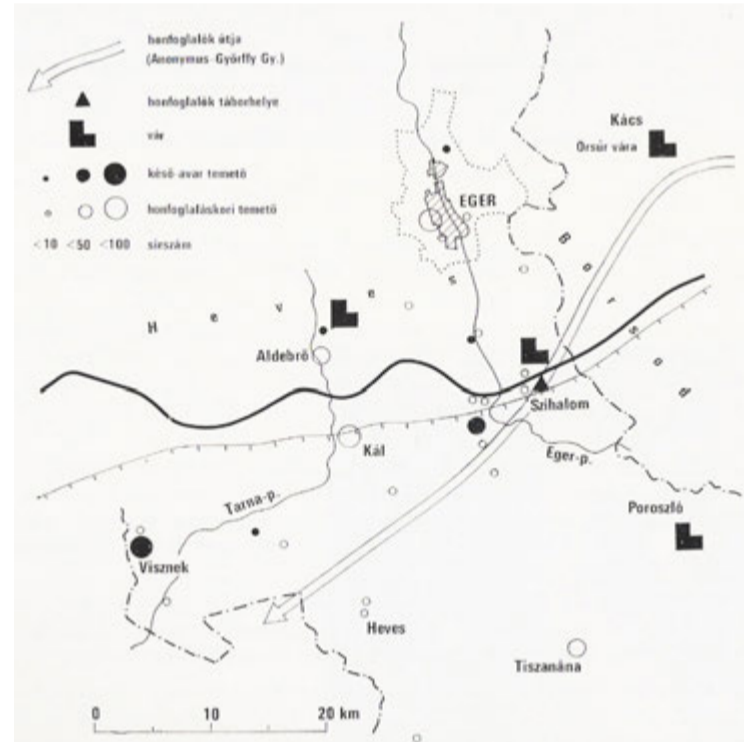 honfoglalók útja
(Anonymus-Györffy Gy.)
honfoglalók táborhelye
vár
késő-avar temető
honfoglaláskori temető
<10 <50 <100 sírszám
Kács
Örsúr vára
EGER
H e v e s
B o r s o d
Aldebrő
Szihalom
Kál
Eger-p.
Tarna-p.
Poroszló
Visznek
Heves
Tiszanána
0 10 20 km